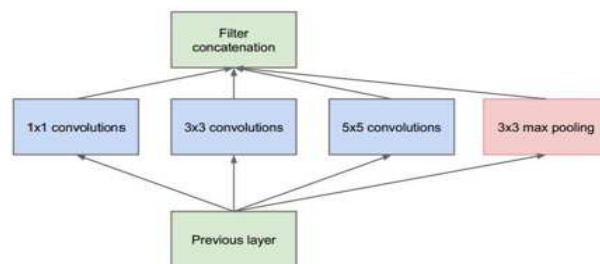 Filter
concatenation
1x1 convolutions
3x3 convolutions
5x5 convolutions
3x3 max pooling
Previous layer